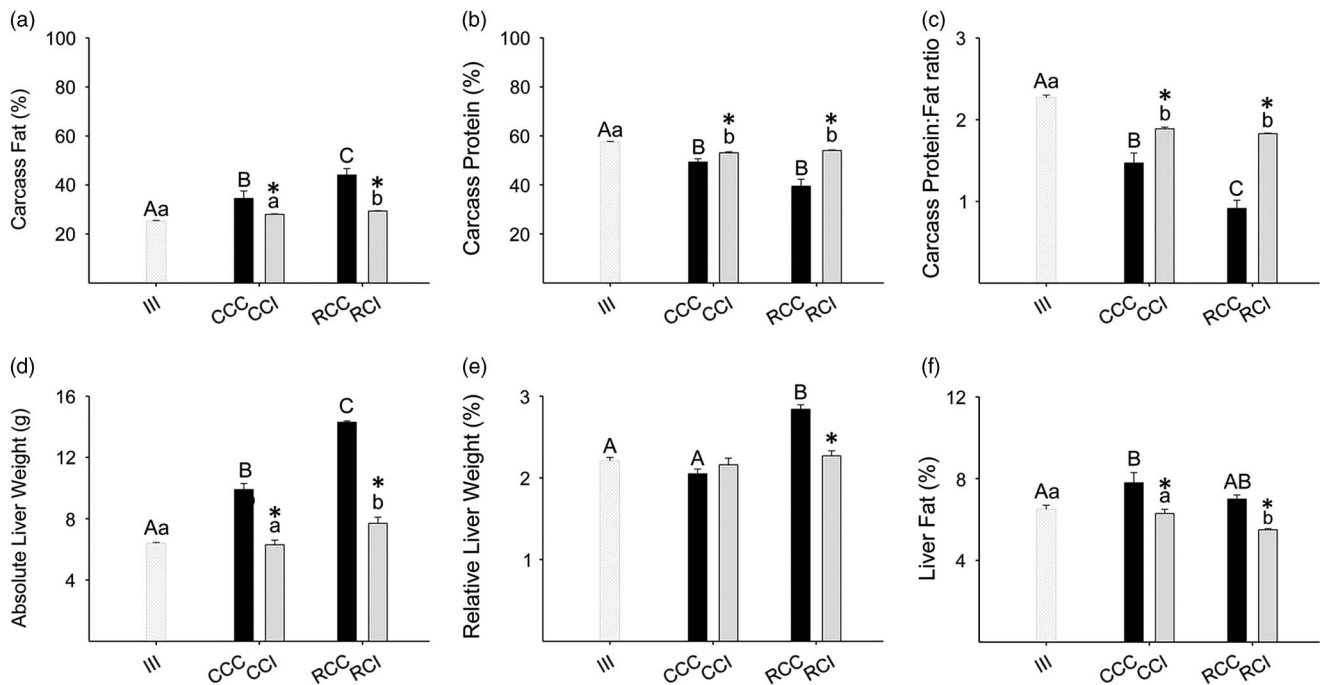 (a)
Carcass Fat (%)
100
80
60
40
20
Aa
B
*
a
C
*
b
III
CCC
CCI
RCC
RCI
(b)
Carcass Protein (%)
100
80
60
40
20
Aa
B
*
b
B
*
b
III
CCC
CCI
RCC
RCI
(c)
Carcass Protein:Fat ratio
3
2
1
Aa
B
*
b
C
*
b
III
CCC
CCI
RCC
RCI
(d)
Absolute Liver Weight (g)
16
12
8
4
Aa
B
*
a
C
*
b
III
CCC
CCI
RCC
RCI
(e)
Relative Liver Weight (%)
3
2
1
A
A
B
*
III
CCC
CCI
RCC
RCI
(f)
Liver Fat (%)
12
8
4
Aa
B
*
a
AB
*
b
III
CCC
CCI
RCC
RCI